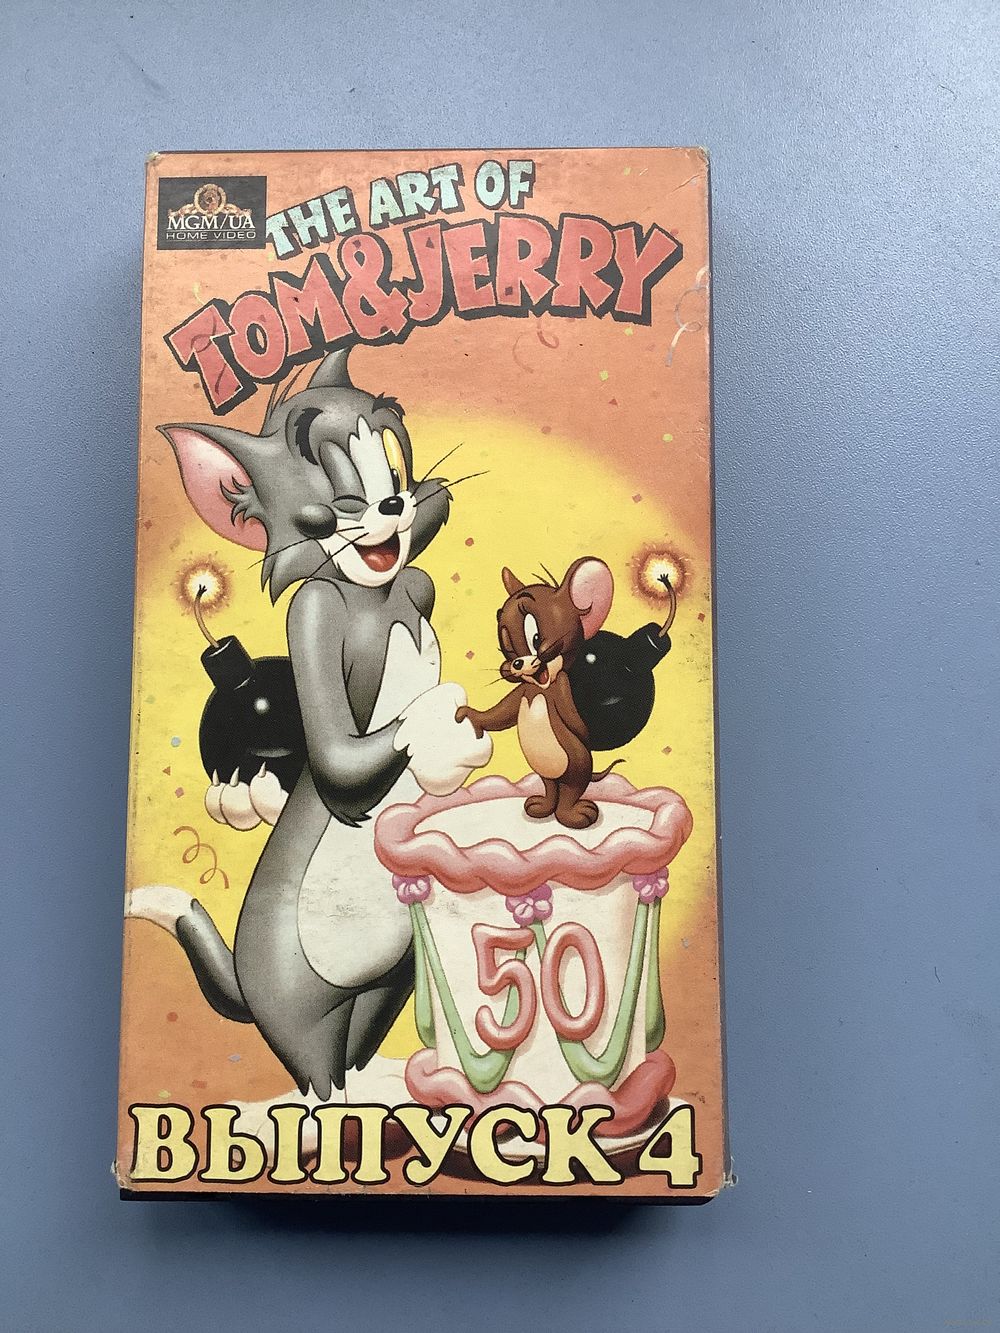 MGM/UA
HOME VIDEO
THE ART OF
TOM & JERRY
50
ВЫПУСК 4